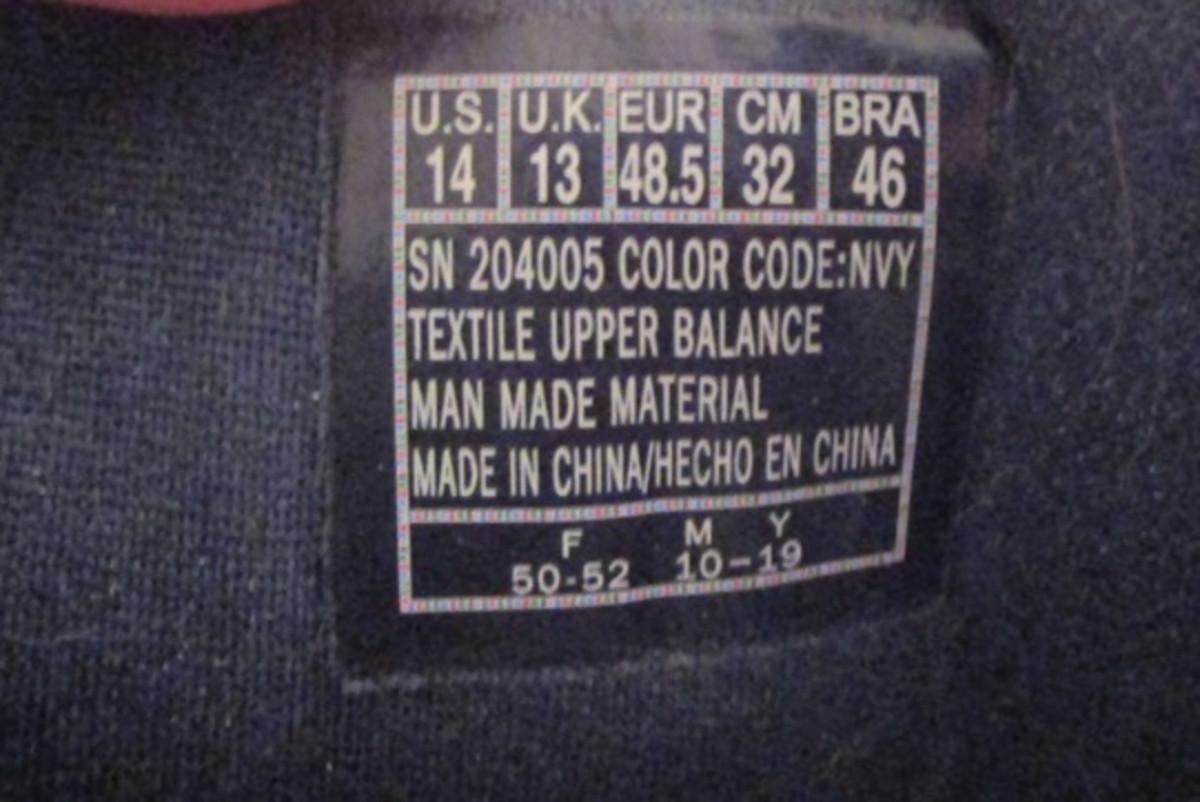 U.S. U.K. EUR CM BRA
14 13 48.5 32 46
SN 204005 COLOR CODE:NVY
TEXTILE UPPER BALANCE
MAN MADE MATERIAL
MADE IN CHINA/HECHO EN CHINA
F M Y
50-52 10-19